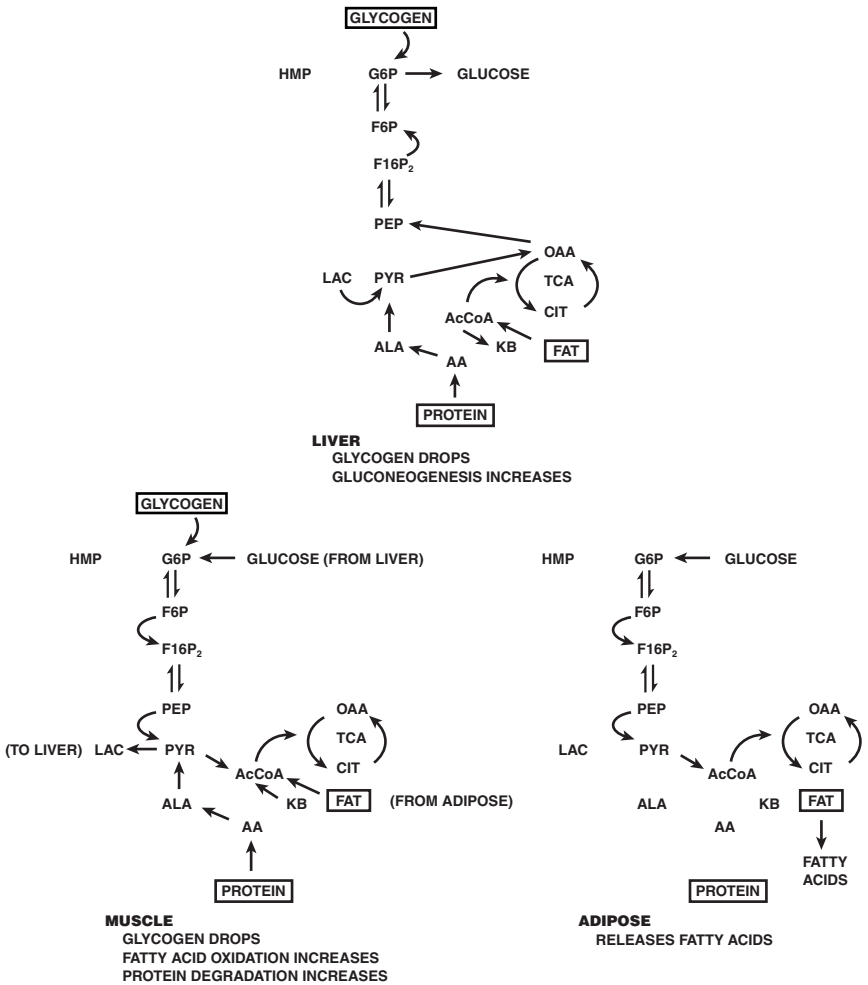 GLYCOGEN
HMP G6P GLUCOSE
F6P
F16P₂
PEP
OAA
LAC PYR TCA
CIT
AcCoA
ALA KB FAT
AA
PROTEIN
LIVER
GLYCOGEN DROPS
GLUCONEOGENESIS INCREASES
GLYCOGEN
HMP G6P GLUCOSE (FROM LIVER)
F6P
F16P₂
PEP OAA
TCA
(TO LIVER) LAC PYR
AcCoA CIT
ALA KB FAT (FROM ADIPOSE)
AA
PROTEIN
MUSCLE
GLYCOGEN DROPS
FATTY ACID OXIDATION INCREASES
PROTEIN DEGRADATION INCREASES
HMP G6P GLUCOSE
F6P
F16P₂
PEP OAA
TCA
LAC PYR
AcCoA CIT
ALA KB FAT
AA
FATTY
ACIDS
PROTEIN
ADIPOSE
RELEASES FATTY ACIDS